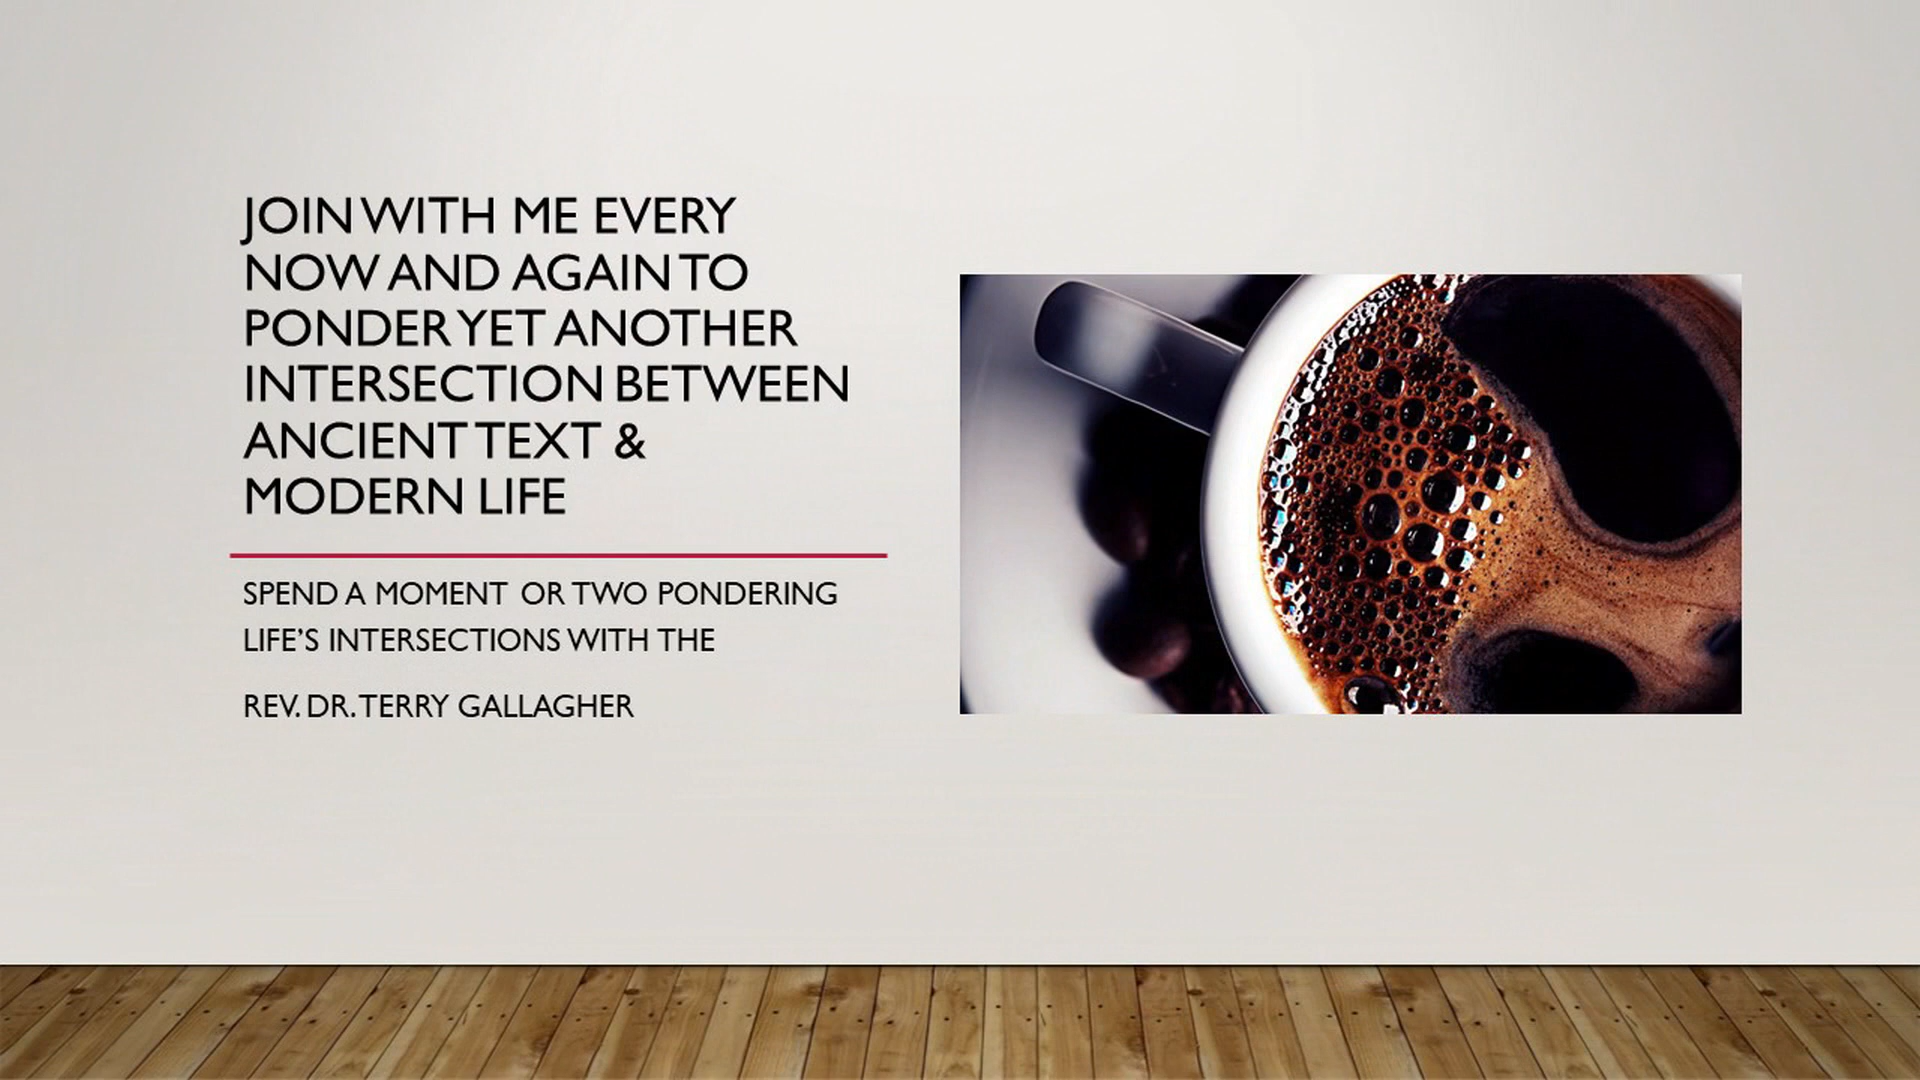 JOIN WITH ME EVERY
NOW AND AGAIN TO
PONDER YET ANOTHER
INTERSECTION BETWEEN
ANCIENT TEXT &
MODERN LIFE
SPEND A MOMENT OR TWO PONDERING
LIFE’S INTERSECTIONS WITH THE
REV. DR. TERRY GALLAGHER